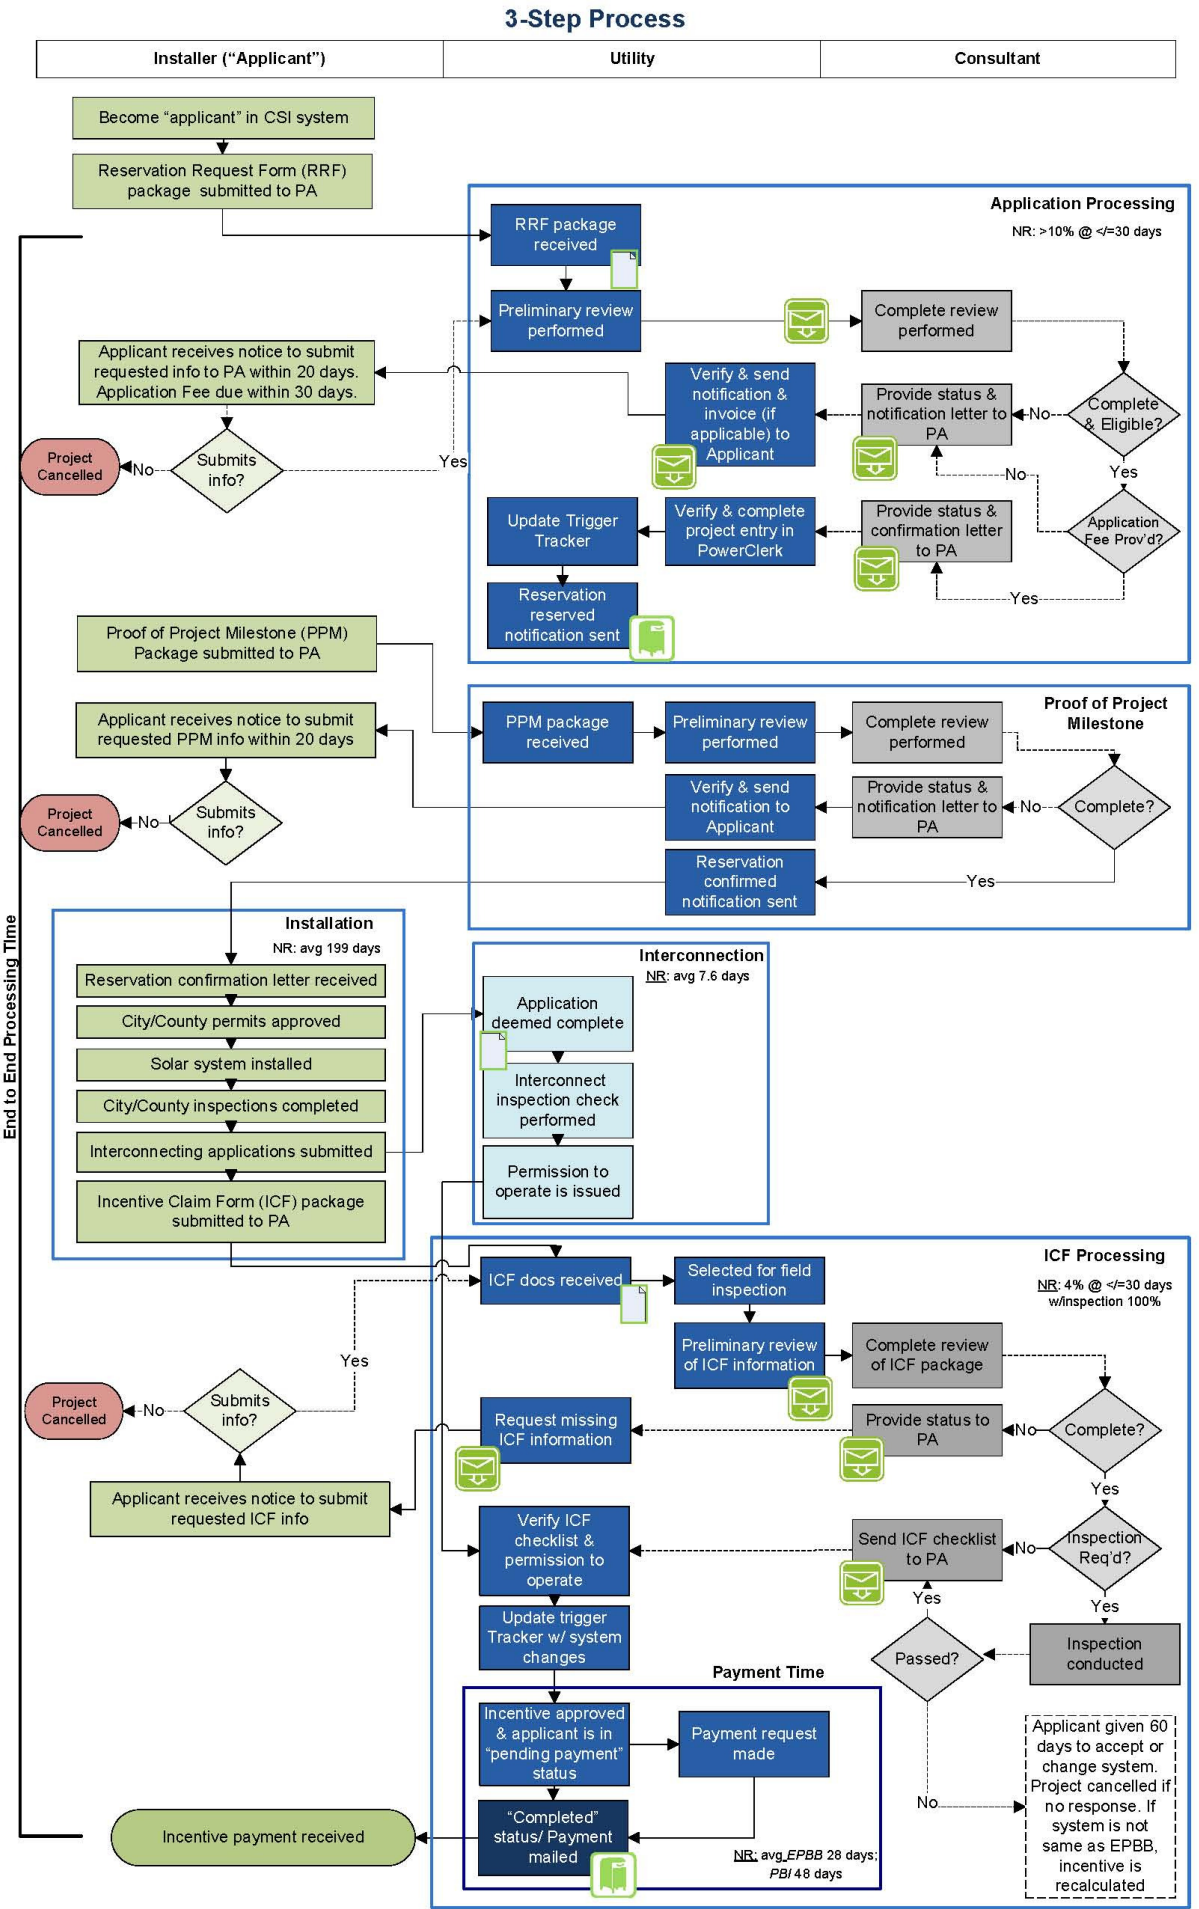 3-Step Process
Installer (“Applicant”)
Utility
Consultant
Become “applicant” in CSI system
Reservation Request Form (RRF)
package submitted to PA
Application Processing
NR: >10% @ </=30 days
RRF package
received
Preliminary review
performed
Complete review
performed
Applicant receives notice to submit
requested info to PA within 20 days.
Application Fee due within 30 days.
Verify & send
notification &
invoice (if
applicable) to
Applicant
Provide status &
notification letter to
PA
No
Complete
& Eligible?
Project
Cancelled
No
Submits
info?
Yes
No
Yes
Update Trigger
Tracker
Verify & complete
project entry in
PowerClerk
Provide status &
confirmation letter
to PA
Application
Fee Prov’d?
Yes
Reservation
reserved
notification sent
Proof of Project Milestone (PPM)
Package submitted to PA
Proof of Project
Milestone
Applicant receives notice to submit
requested PPM info within 20 days
PPM package
received
Preliminary review
performed
Complete review
performed
Project
Cancelled
No
Submits
info?
Verify & send
notification to
Applicant
Provide status &
notification letter to
PA
No
Complete?
Reservation
confirmed
notification sent
Yes
End to End Processing Time
Installation
NR: avg 199 days
Reservation confirmation letter received
City/County permits approved
Solar system installed
City/County inspections completed
Interconnecting applications submitted
Incentive Claim Form (ICF) package
submitted to PA
Interconnection
NR: avg 7.6 days
Application
deemed complete
Interconnect
inspection check
performed
Permission to
operate is issued
ICF Processing
NR: 4% @ </=30 days
w/inspection 100%
ICF docs received
Selected for field
inspection
Preliminary review
of ICF information
Complete review
of ICF package
Yes
Project
Cancelled
No
Submits
info?
Request missing
ICF information
Provide status to
PA
No
Complete?
Yes
Applicant receives notice to submit
requested ICF info
Verify ICF
checklist &
permission to
operate
Send ICF checklist
to PA
No
Inspection
Req’d?
Yes
Yes
Update trigger
Tracker w/ system
changes
Passed?
Inspection
conducted
Payment Time
Incentive approved
& applicant is in
“pending payment”
status
Payment request
made
No
Applicant given 60
days to accept or
change system.
Project cancelled if
no response. If
system is not
same as EPBB,
incentive is
recalculated
Incentive payment received
“Completed”
status/ Payment
mailed
NR: avg EPBB 28 days;
PBI 48 days